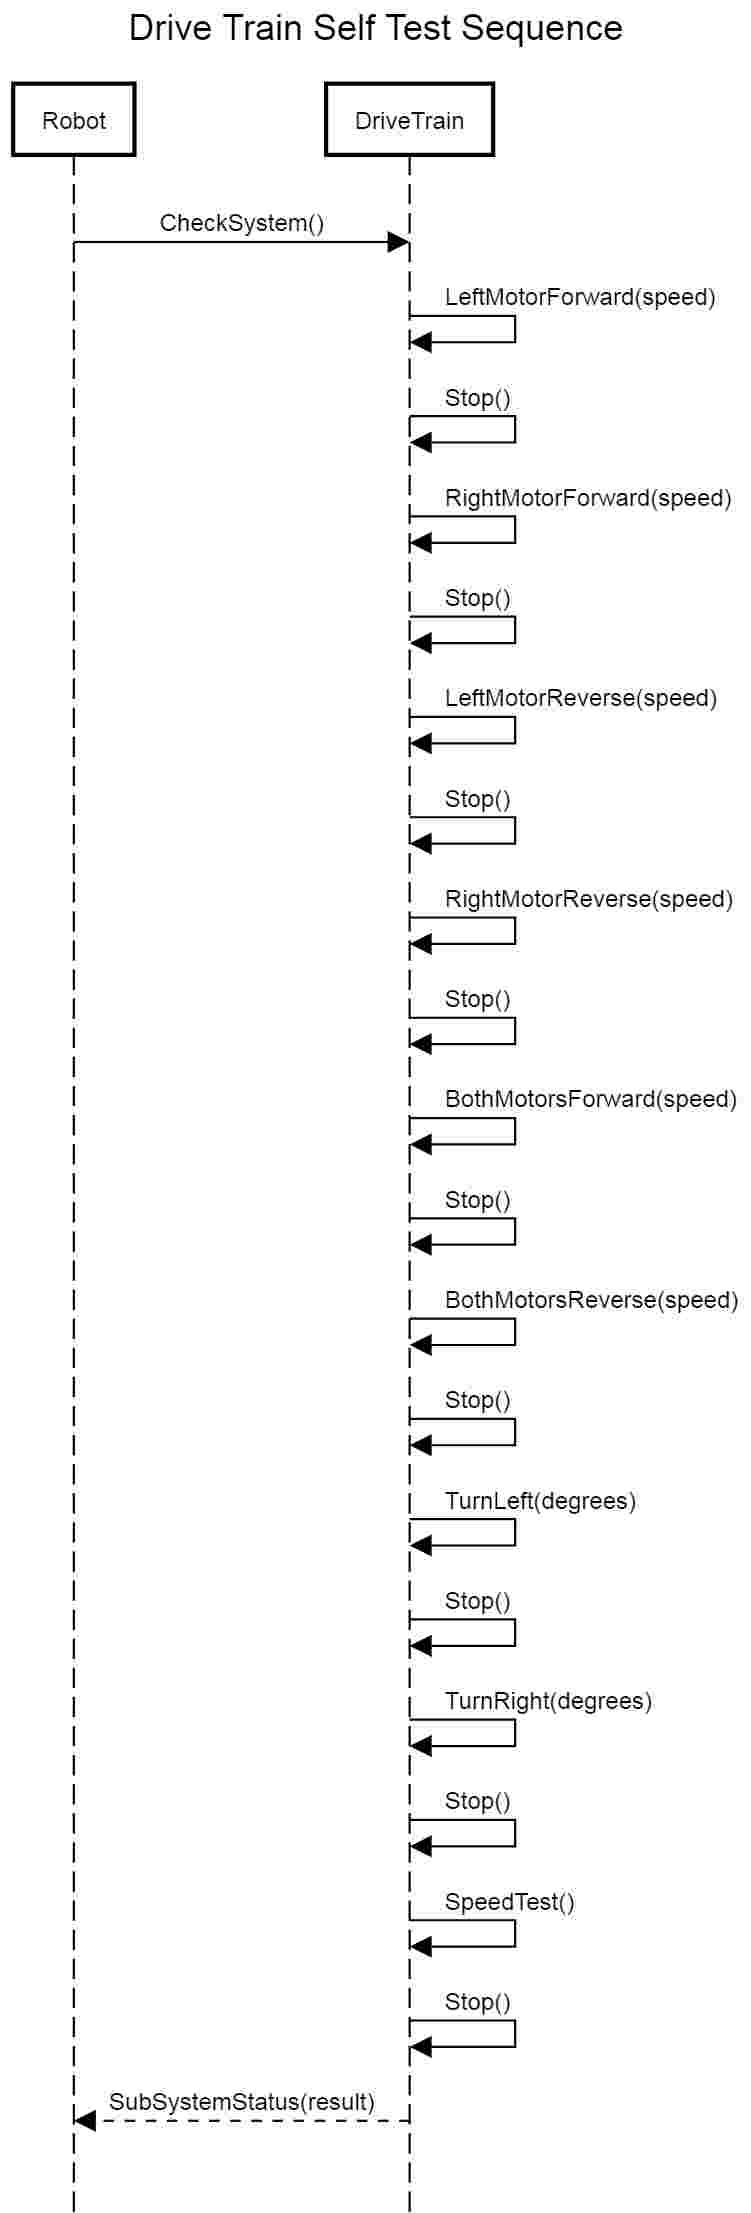 Drive Train Self Test Sequence
Robot
DriveTrain
CheckSystem()
LeftMotorForward(speed)
Stop()
RightMotorForward(speed)
Stop()
LeftMotorReverse(speed)
Stop()
RightMotorReverse(speed)
Stop()
BothMotorsForward(speed)
Stop()
BothMotorsReverse(speed)
Stop()
TurnLeft(degrees)
Stop()
TurnRight(degrees)
Stop()
SpeedTest()
Stop()
SubSystemStatus(result)